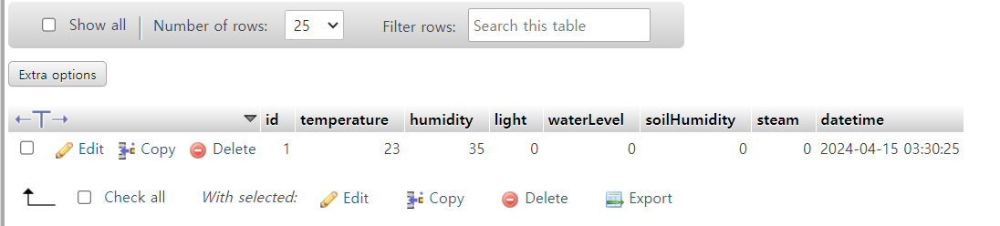 Show all Number of rows: 25 Filter rows: Search this table
Extra options
←T→ id temperature humidity light waterLevel soilHumidity steam datetime
Edit Copy Delete 1 23 35 0 0 0 0 2024-04-15 03:30:25
Check all With selected: Edit Copy Delete Export